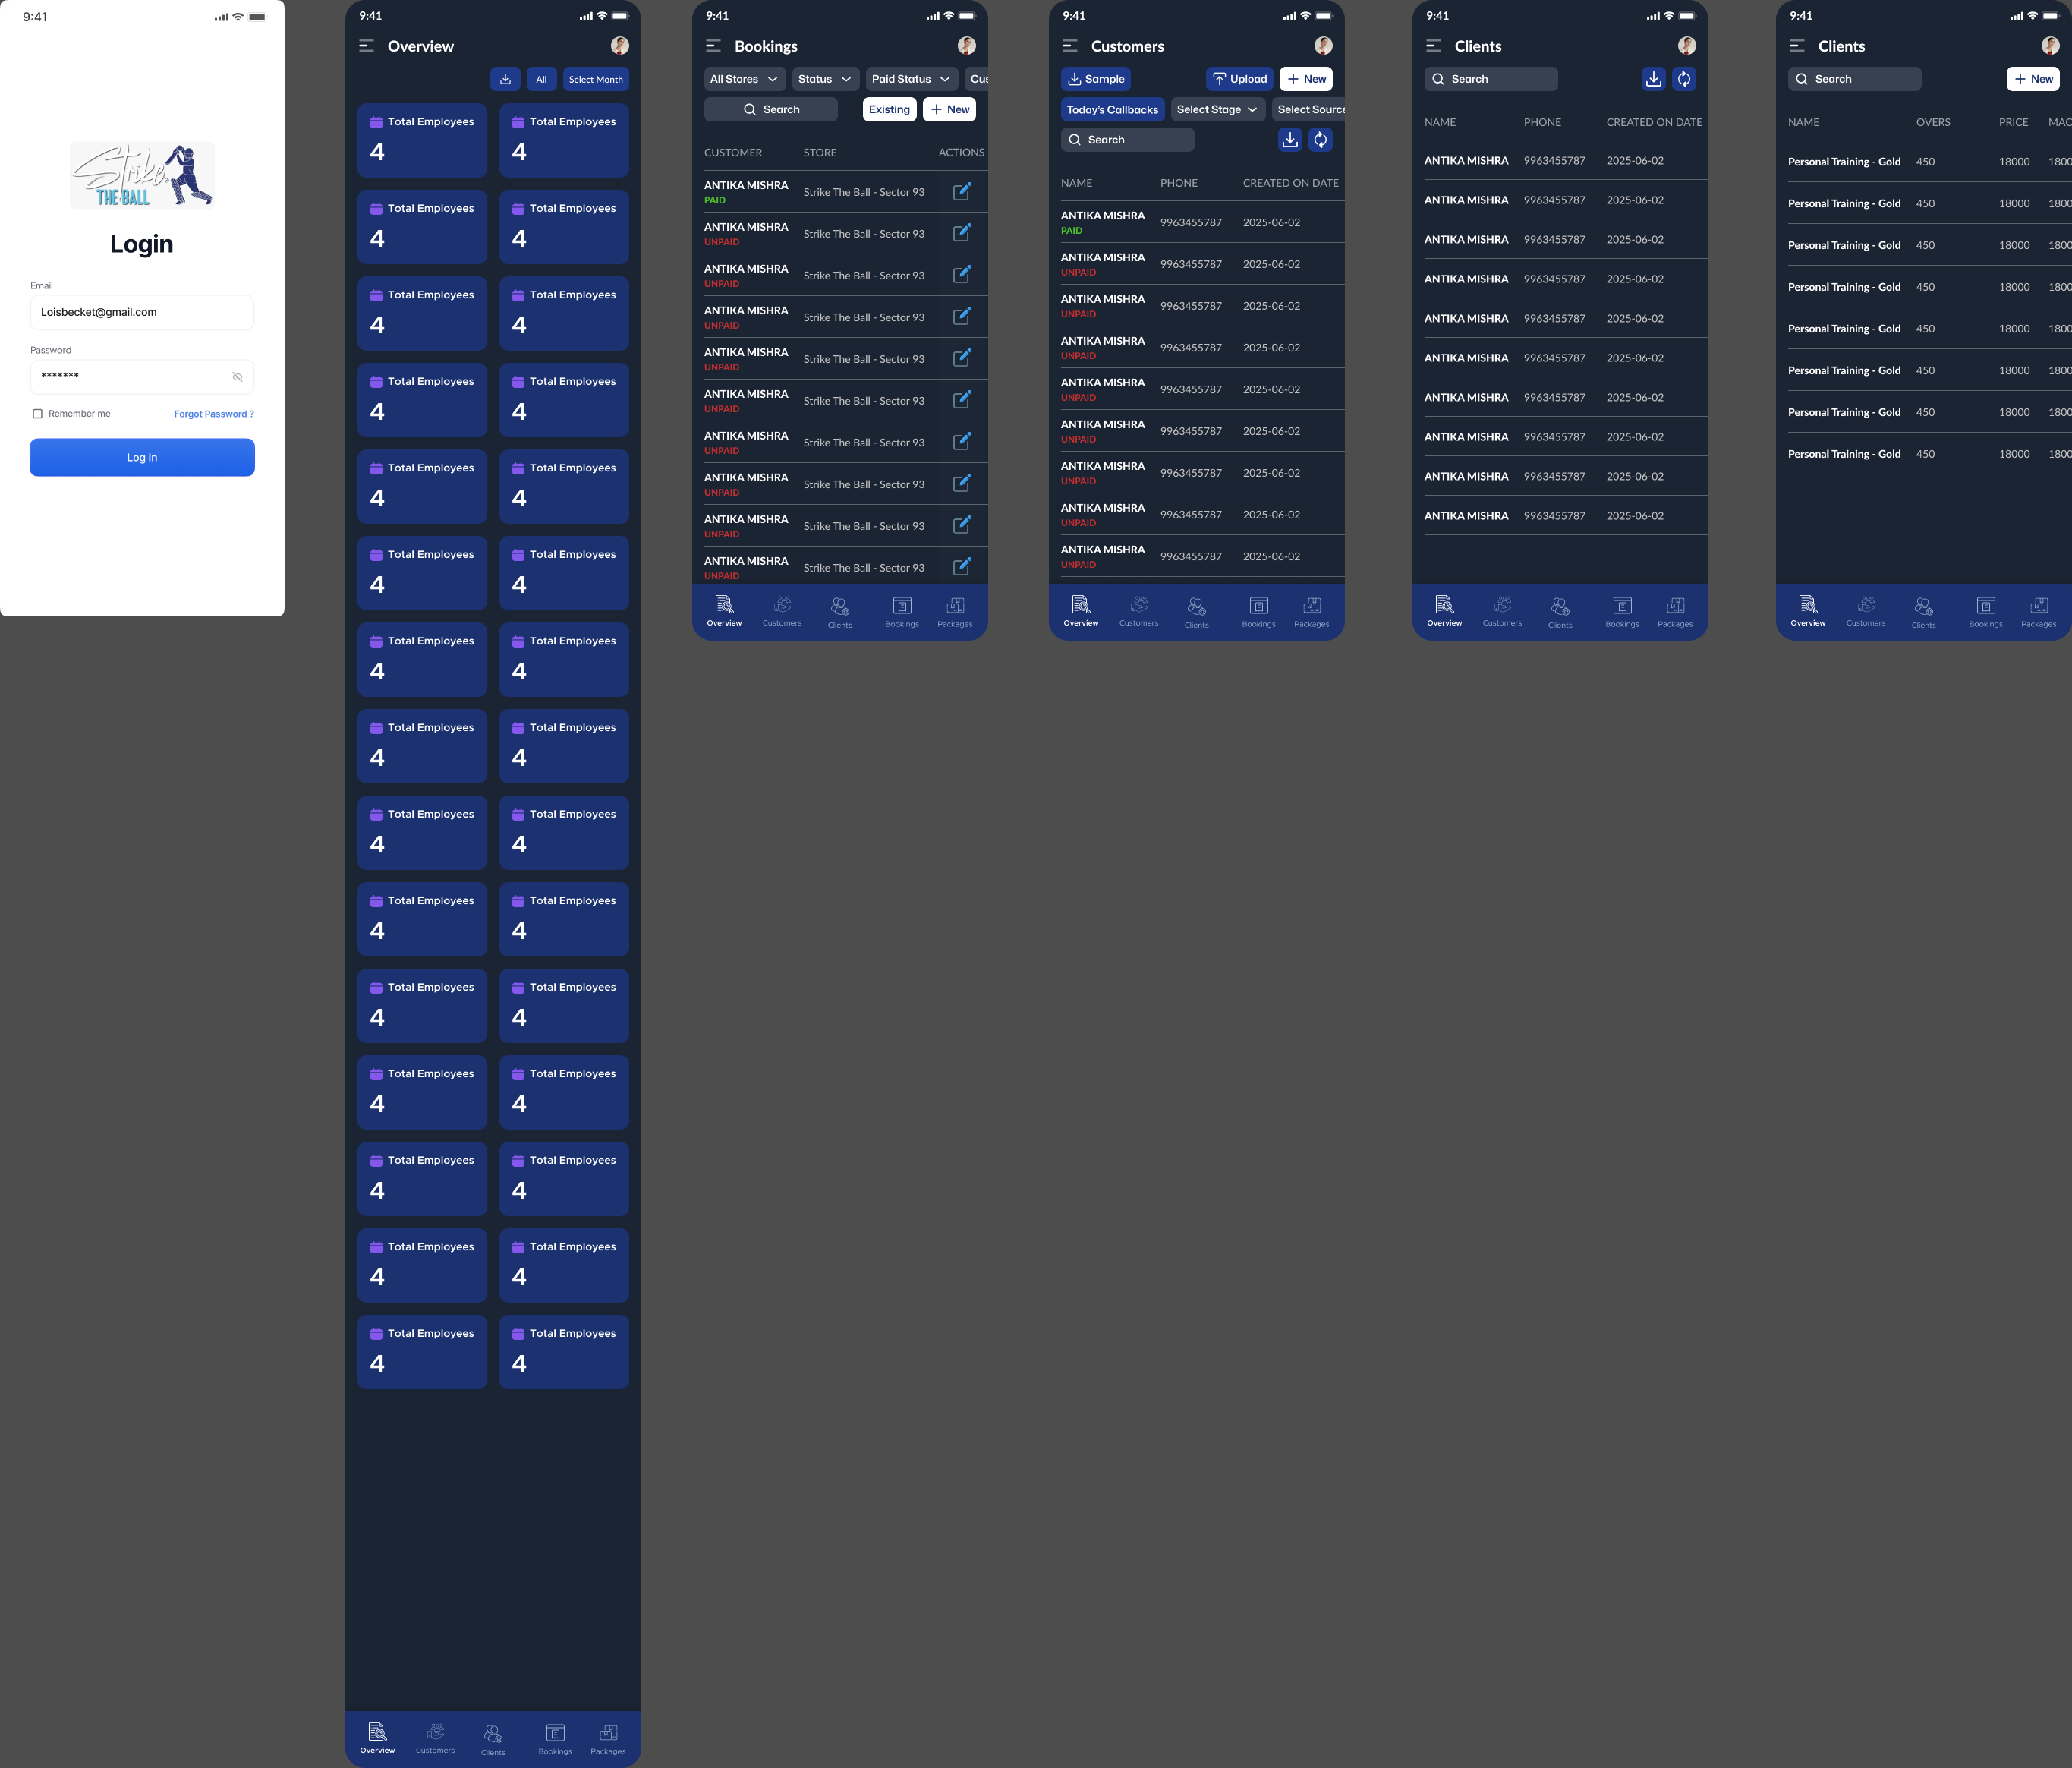 9:41
Strike
THE BALL
Login
Email
Loisbecket@gmail.com
Password
*******
Remember me
Forgot Password ?
Log In
9:41
Overview
All
Select Month
Total Employees
Total Employees
4
4
Total Employees
Total Employees
4
4
Total Employees
Total Employees
4
4
Total Employees
Total Employees
4
4
Total Employees
Total Employees
4
4
Total Employees
Total Employees
4
4
Total Employees
Total Employees
4
4
Total Employees
Total Employees
4
4
Total Employees
Total Employees
4
4
Total Employees
Total Employees
4
4
Total Employees
Total Employees
4
4
Total Employees
Total Employees
4
4
Total Employees
Total Employees
4
4
Total Employees
Total Employees
4
4
Total Employees
Total Employees
4
4
Overview
Customers
Clients
Bookings
Packages
9:41
Bookings
All Stores
Status
Paid Status
Cus
Search
Existing
New
CUSTOMER STORE ACTIONS
ANTIKA MISHRA Strike The Ball - Sector 93
PAID
ANTIKA MISHRA Strike The Ball - Sector 93
UNPAID
ANTIKA MISHRA Strike The Ball - Sector 93
UNPAID
ANTIKA MISHRA Strike The Ball - Sector 93
UNPAID
ANTIKA MISHRA Strike The Ball - Sector 93
UNPAID
ANTIKA MISHRA Strike The Ball - Sector 93
UNPAID
ANTIKA MISHRA Strike The Ball - Sector 93
UNPAID
ANTIKA MISHRA Strike The Ball - Sector 93
UNPAID
ANTIKA MISHRA Strike The Ball - Sector 93
UNPAID
ANTIKA MISHRA Strike The Ball - Sector 93
UNPAID
Overview
Customers
Clients
Bookings
Packages
9:41
Customers
Sample
Upload
New
Today's Callbacks
Select Stage
Select Source
Search
NAME PHONE CREATED ON DATE
ANTIKA MISHRA 9963455787 2025-06-02
PAID
ANTIKA MISHRA 9963455787 2025-06-02
UNPAID
ANTIKA MISHRA 9963455787 2025-06-02
UNPAID
ANTIKA MISHRA 9963455787 2025-06-02
UNPAID
ANTIKA MISHRA 9963455787 2025-06-02
UNPAID
ANTIKA MISHRA 9963455787 2025-06-02
UNPAID
ANTIKA MISHRA 9963455787 2025-06-02
UNPAID
ANTIKA MISHRA 9963455787 2025-06-02
UNPAID
ANTIKA MISHRA 9963455787 2025-06-02
UNPAID
Overview
Customers
Clients
Bookings
Packages
9:41
Clients
Search
NAME PHONE CREATED ON DATE
ANTIKA MISHRA 9963455787 2025-06-02
ANTIKA MISHRA 9963455787 2025-06-02
ANTIKA MISHRA 9963455787 2025-06-02
ANTIKA MISHRA 9963455787 2025-06-02
ANTIKA MISHRA 9963455787 2025-06-02
ANTIKA MISHRA 9963455787 2025-06-02
ANTIKA MISHRA 9963455787 2025-06-02
ANTIKA MISHRA 9963455787 2025-06-02
ANTIKA MISHRA 9963455787 2025-06-02
ANTIKA MISHRA 9963455787 2025-06-02
Overview
Customers
Clients
Bookings
Packages
9:41
Clients
Search
New
NAME OVERS PRICE MAC
Personal Training - Gold 450 18000 1800
Personal Training - Gold 450 18000 1800
Personal Training - Gold 450 18000 1800
Personal Training - Gold 450 18000 1800
Personal Training - Gold 450 18000 1800
Personal Training - Gold 450 18000 1800
Personal Training - Gold 450 18000 1800
Personal Training - Gold 450 18000 1800
Overview
Customers
Clients
Bookings
Packages